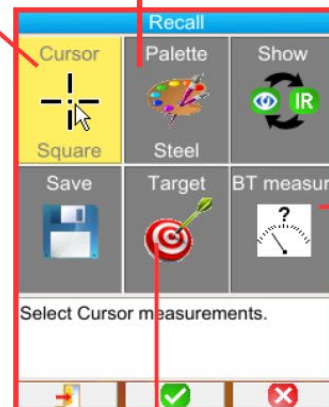 Recall
Cursor Palette Show
IR
Square Steel
Save Target BT measur
?
Select Cursor measurements.